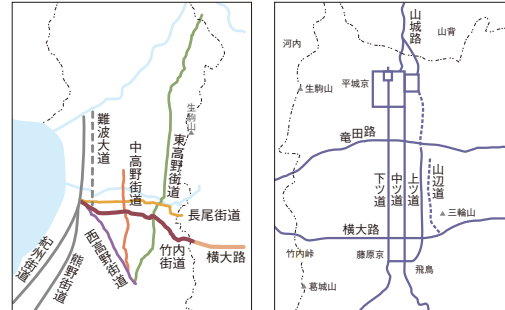 難波大道
中高野街道
東高野街道
生駒山
長尾街道
竹内街道
横大路
西高野街道
熊野街道
紀州街道
河内
山城路
山背
生駒山
平城京
竜田路
下ツ道
中ツ道
上ツ道
山辺道
三輪山
横大路
竹内峠
藤原京
飛鳥
葛城山